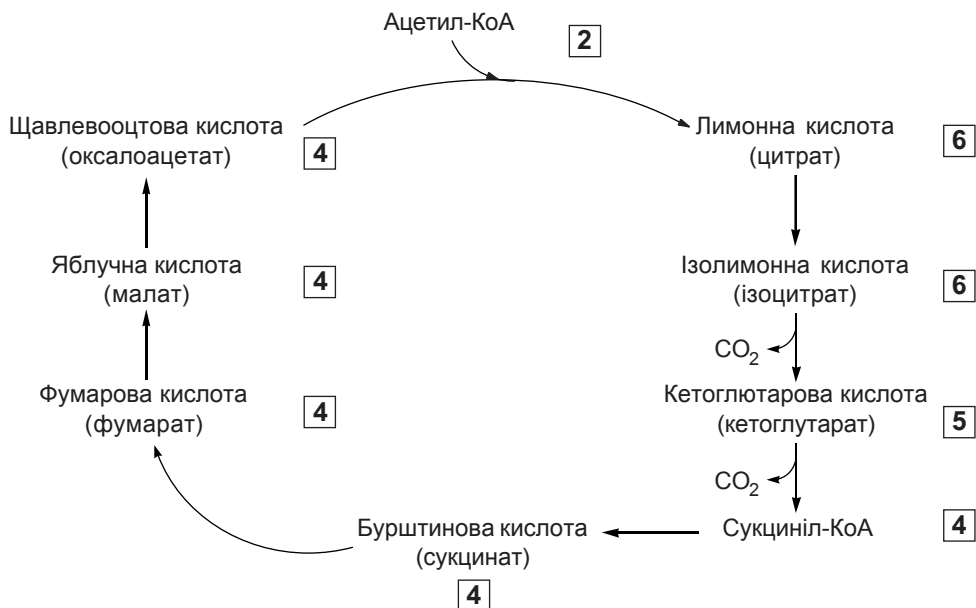 Ацетил-КоА
2
Щавлевооцтова кислота
(оксалоацетат)
4
Лимонна кислота
(цитрат)
6
Яблучна кислота
(малат)
4
Ізолимонна кислота
(ізоцитрат)
6
CO2
Фумарова кислота
(фумарат)
4
Кетоглютарова кислота
(кетоглутарат)
5
CO2
Бурштинова кислота
(сукцинат)
4
Сукциніл-КоА
4